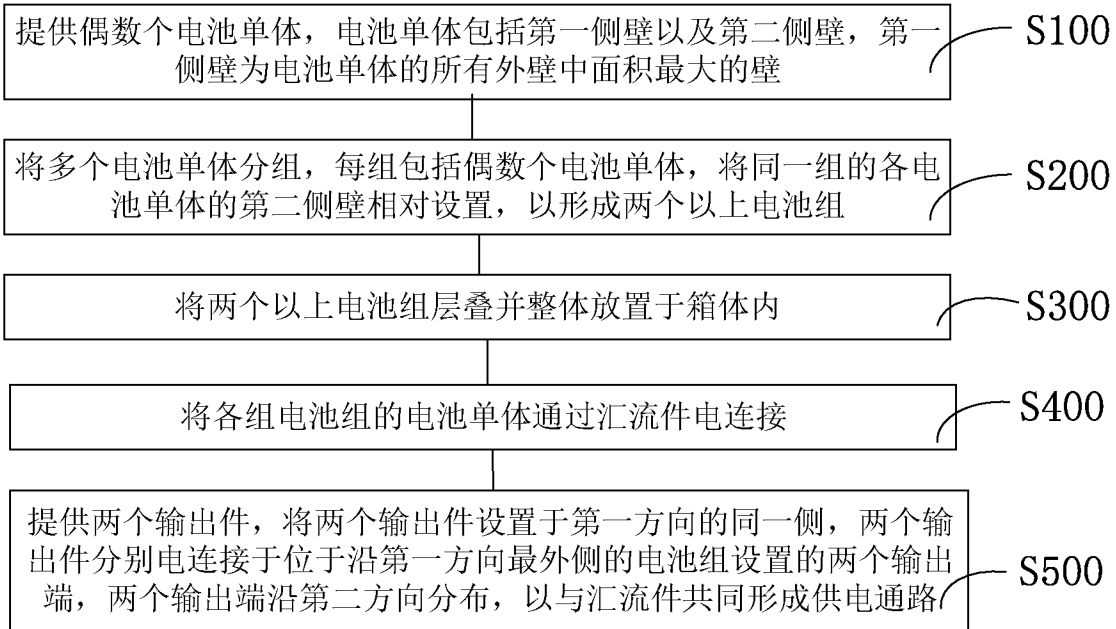 提供偶数个电池单体，电池单体包括第一侧壁以及第二侧壁，第一
侧壁为电池单体的所有外壁中面积最大的壁
S100
将多个电池单体分组，每组包括偶数个电池单体，将同一组的各电
池单体的第二侧壁相对设置，以形成两个以上电池组
S200
将两个以上电池组层叠并整体放置于箱体内
S300
将各组电池组的电池单体通过汇流件电连接
S400
提供两个输出件，将两个输出件设置于第一方向的同一侧，两个输
出件分别电连接于位于沿第一方向最外侧的电池组设置的两个输出
端，两个输出端沿第二方向分布，以与汇流件共同形成供电通路
S500